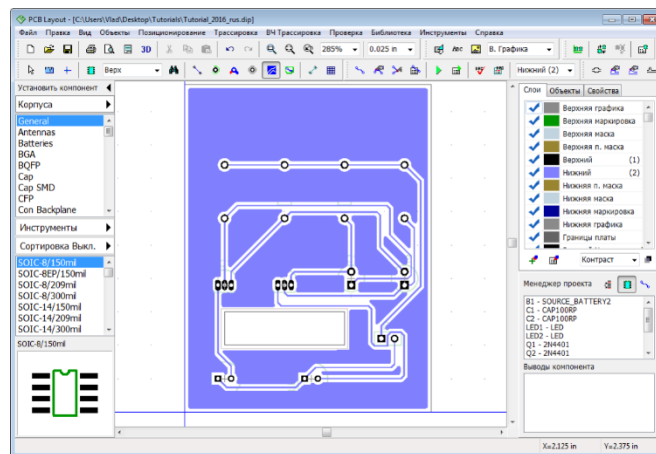 PCB Layout - [C:\Users\Vlad\Desktop\Tutorials\Tutorial_2016_rus.dip]
Файл Правка Вид Объекты Позиционирование Трассировка ВЧ Трассировка Проверка Библиотека Инструменты Справка
3D 285% 0.025 in Abc В. Графика
Верх A Нижний (2)
Установить компонент
Корпуса
General
Antennas
Batteries
BGA
BQFP
Cap
Cap SMD
CFP
Con Backplane
Инструменты
Сортировка Выкл.
SOIC-8/150mil
SOIC-8EP/150mil
SOIC-8/209mil
SOIC-8/300mil
SOIC-14/150mil
SOIC-14/209mil
SOIC-14/300mil
SOIC-8/150mil
Слои Объекты Свойства
Верхняя графика
Верхняя маркировка
Верхняя маска
Верхняя п. маска
Верхний (1)
Нижний (2)
Нижняя п. маска
Нижняя маска
Нижняя маркировка
Нижняя графика
Границы платы
Контраст
Менеджер проекта
B1 - SOURCE_BATTERY2
C1 - CAP100RP
C2 - CAP100RP
LED1 - LED
LED2 - LED
Q1 - 2N4401
Q2 - 2N4401
Выводы компонента
X=2,125 in Y=2,375 in